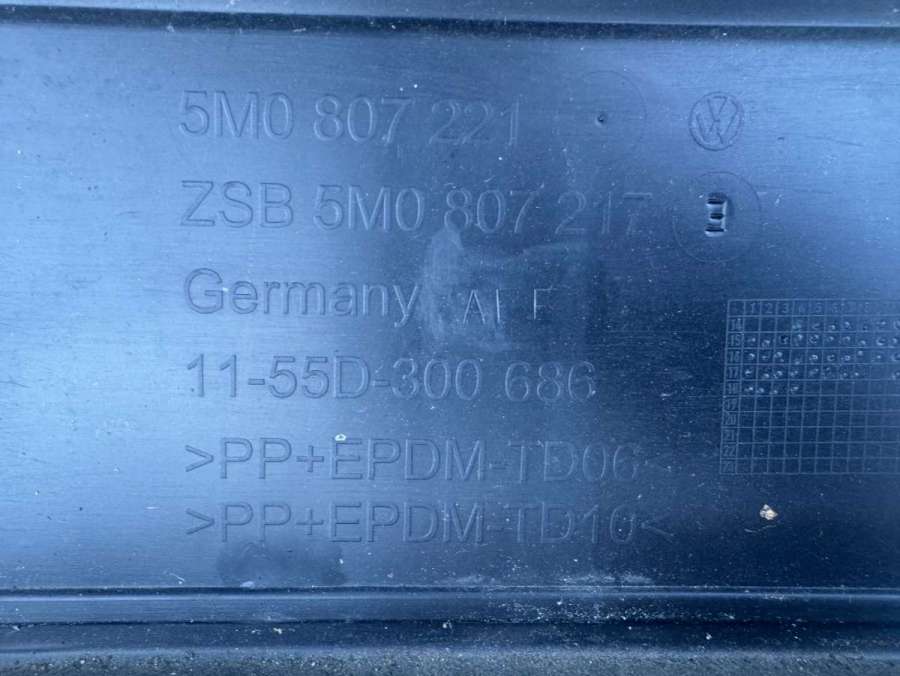 5M0 807 221
ZSB 5M0 807 217
Germany
11-55D-300 686
>PP+EPDM-TD06<
>PP+EPDM-TD10<